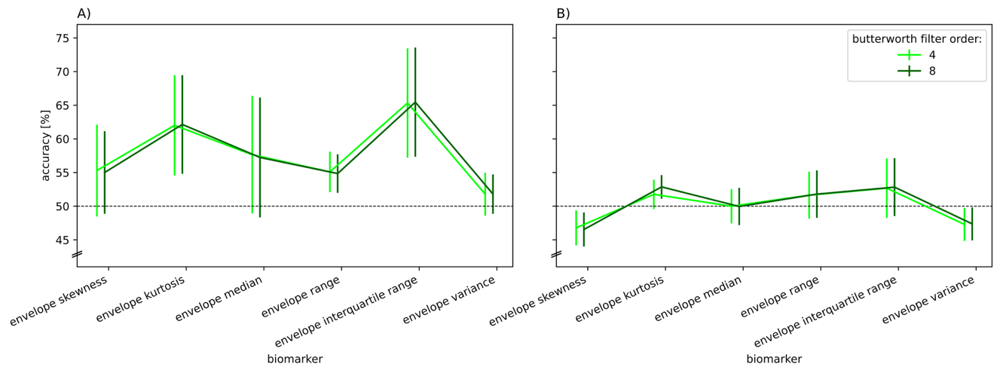 A)
accuracy [%]
75
70
65
60
55
50
45
envelope skewness
envelope kurtosis
envelope median
envelope range
envelope interquartile range
envelope variance
biomarker
B)
butterworth filter order:
4
8
envelope skewness
envelope kurtosis
envelope median
envelope range
envelope interquartile range
envelope variance
biomarker